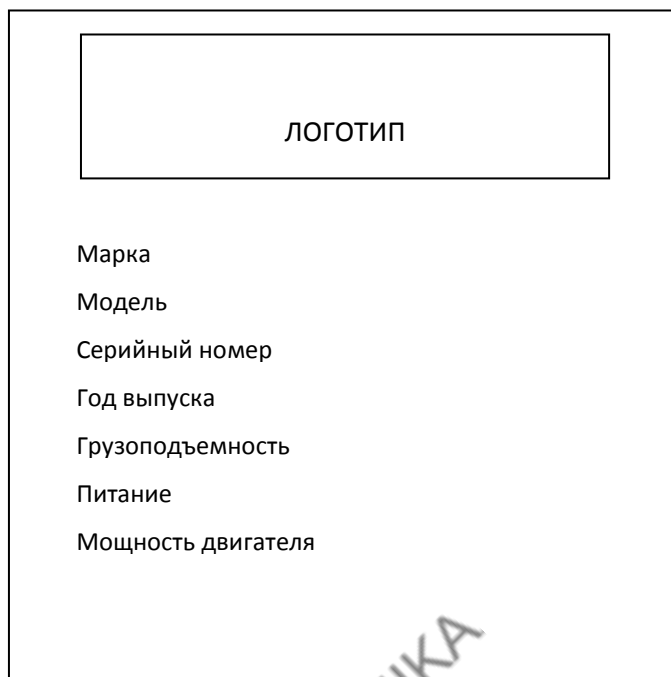 ЛОГОТИП
Марка
Модель
Серийный номер
Год выпуска
Грузоподъемность
Питание
Мощность двигателя